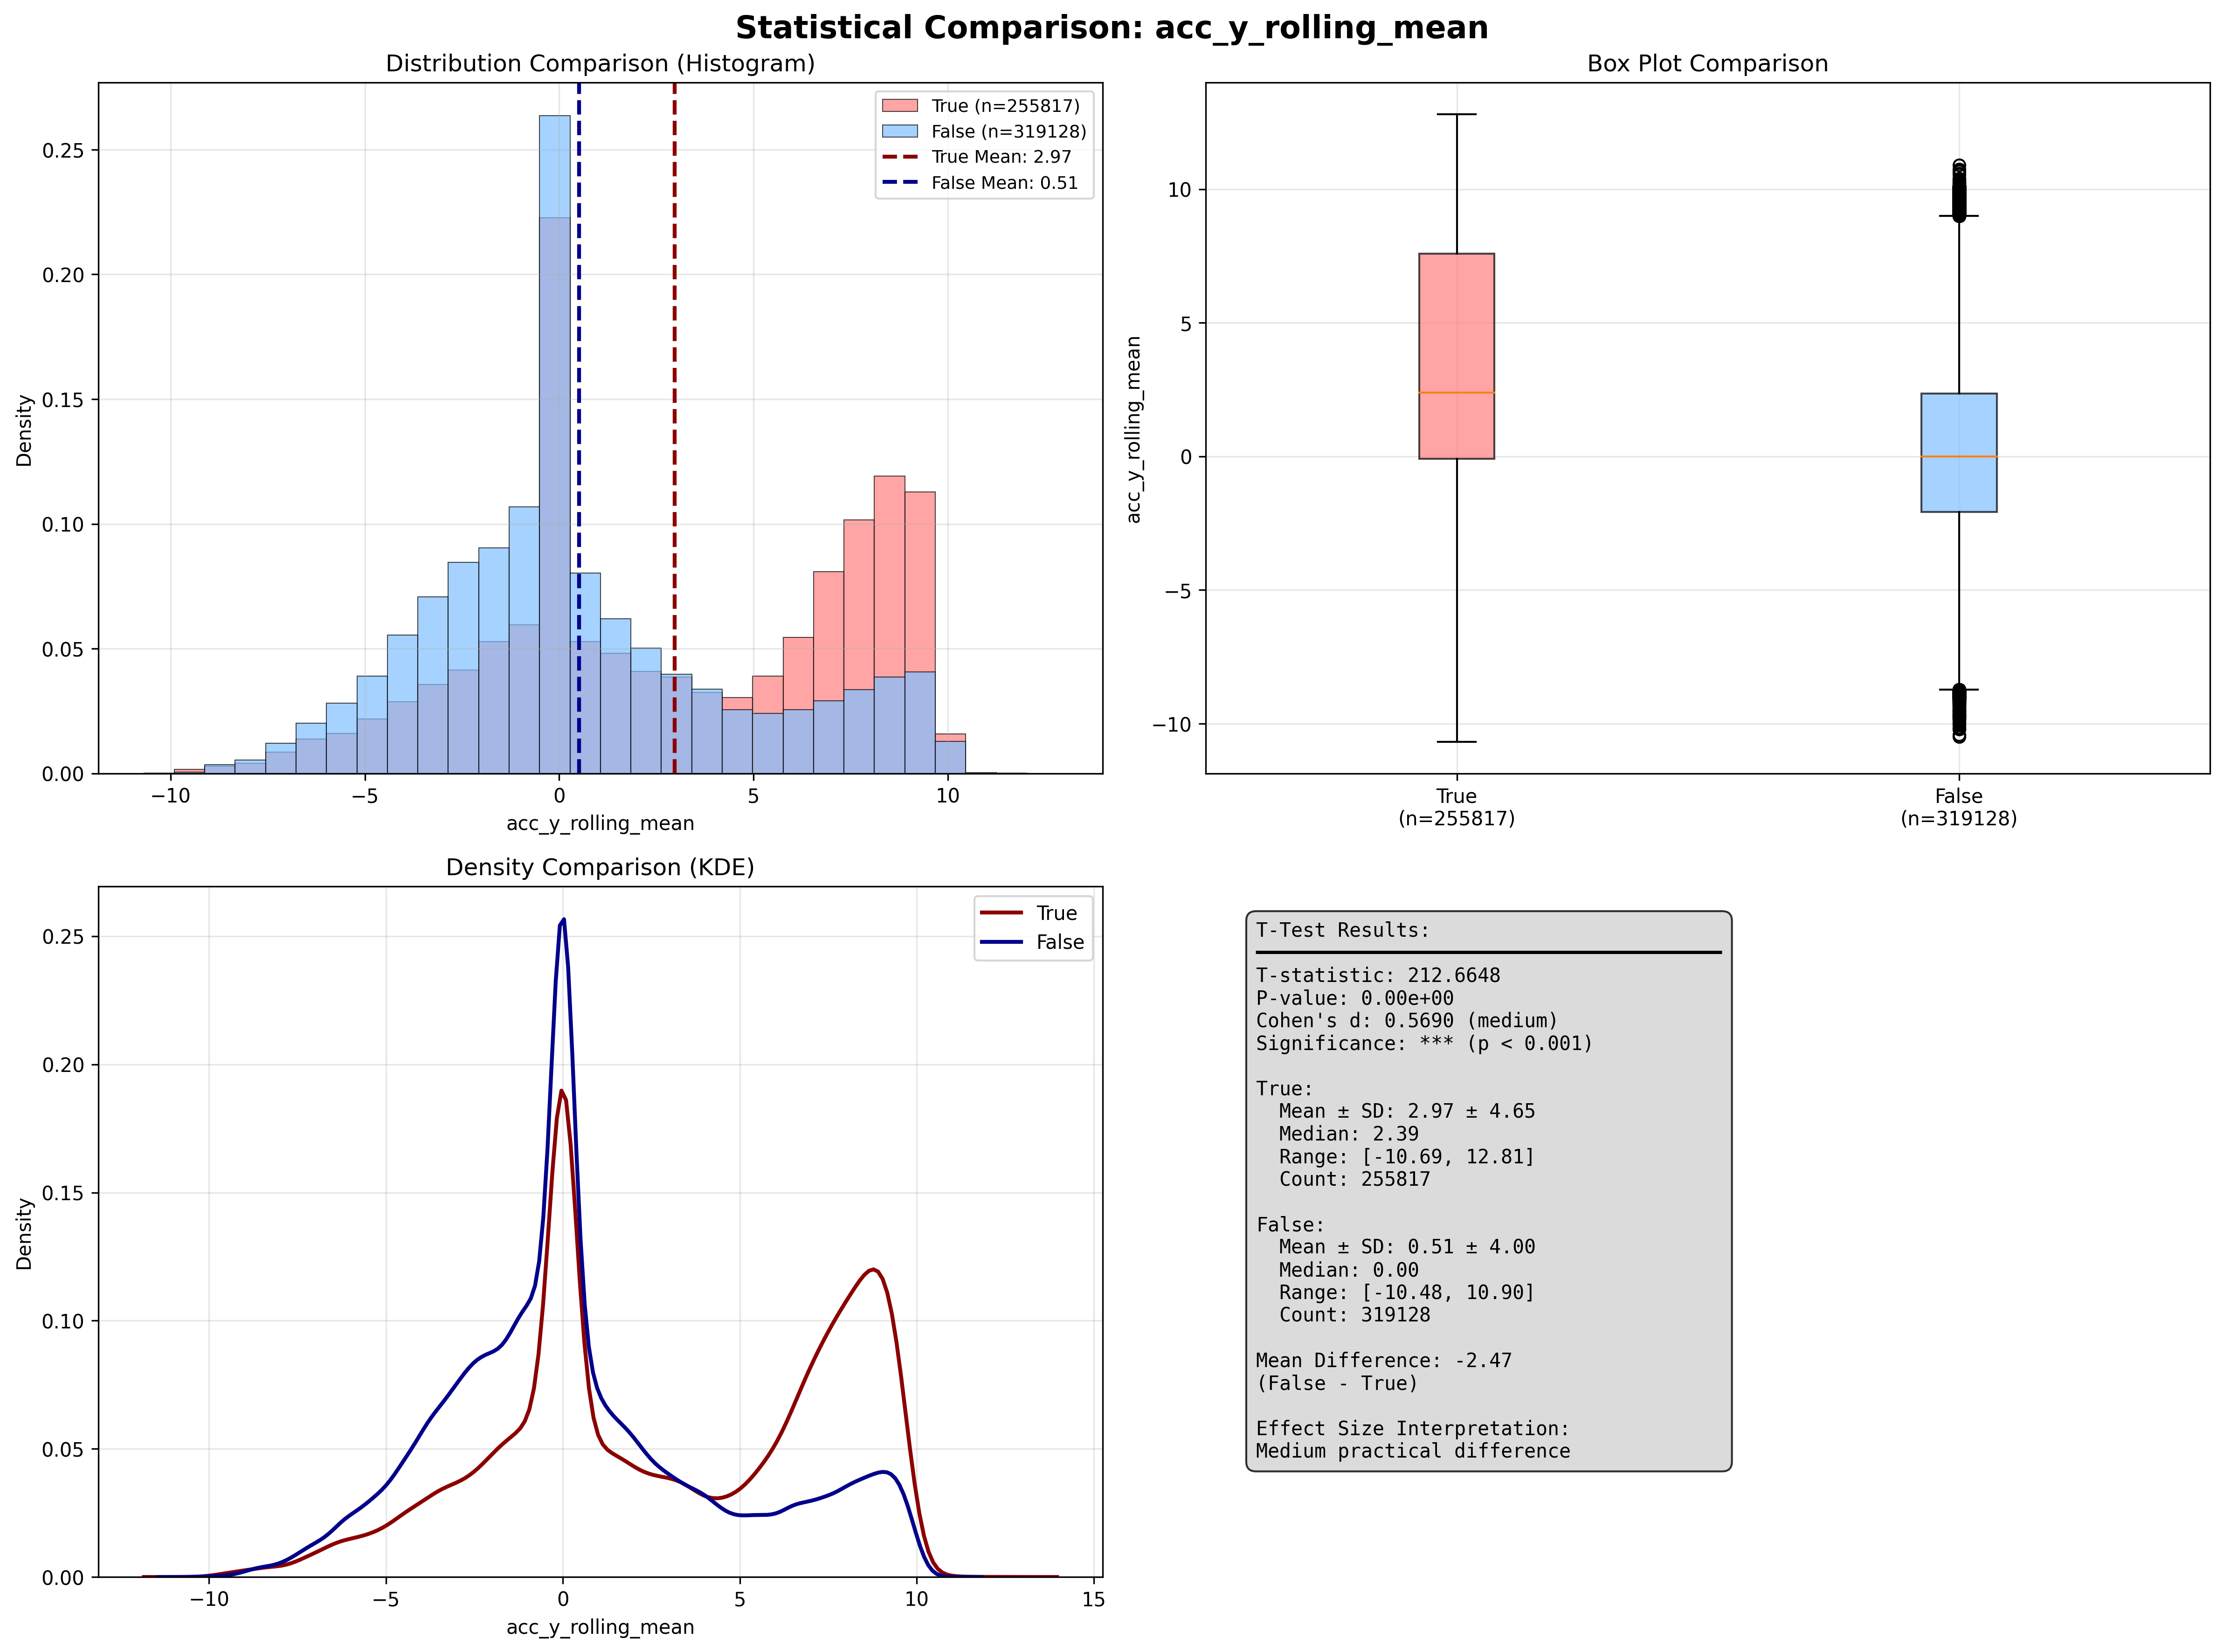 Statistical Comparison: acc_y_rolling_mean
Distribution Comparison (Histogram)
Density
0.25
0.20
0.15
0.10
0.05
0.00
−10
−5
0
5
10
acc_y_rolling_mean
True (n=255817)
False (n=319128)
True Mean: 2.97
False Mean: 0.51
Box Plot Comparison
acc_y_rolling_mean
10
5
0
−5
−10
True
(n=255817)
False
(n=319128)
Density Comparison (KDE)
Density
0.25
0.20
0.15
0.10
0.05
0.00
−10
−5
0
5
10
15
acc_y_rolling_mean
True
False
T-Test Results:
T-statistic: 212.6648
P-value: 0.00e+00
Cohen's d: 0.5690 (medium)
Significance: *** (p < 0.001)
True:
Mean ± SD: 2.97 ± 4.65
Median: 2.39
Range: [-10.69, 12.81]
Count: 255817
False:
Mean ± SD: 0.51 ± 4.00
Median: 0.00
Range: [-10.48, 10.90]
Count: 319128
Mean Difference: -2.47
(False - True)
Effect Size Interpretation:
Medium practical difference